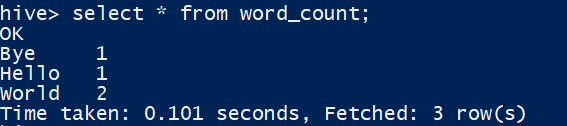 hive> select * from word_count;
OK
Bye     1
Hello   1
World   2
Time taken: 0.101 seconds, Fetched: 3 row(s)